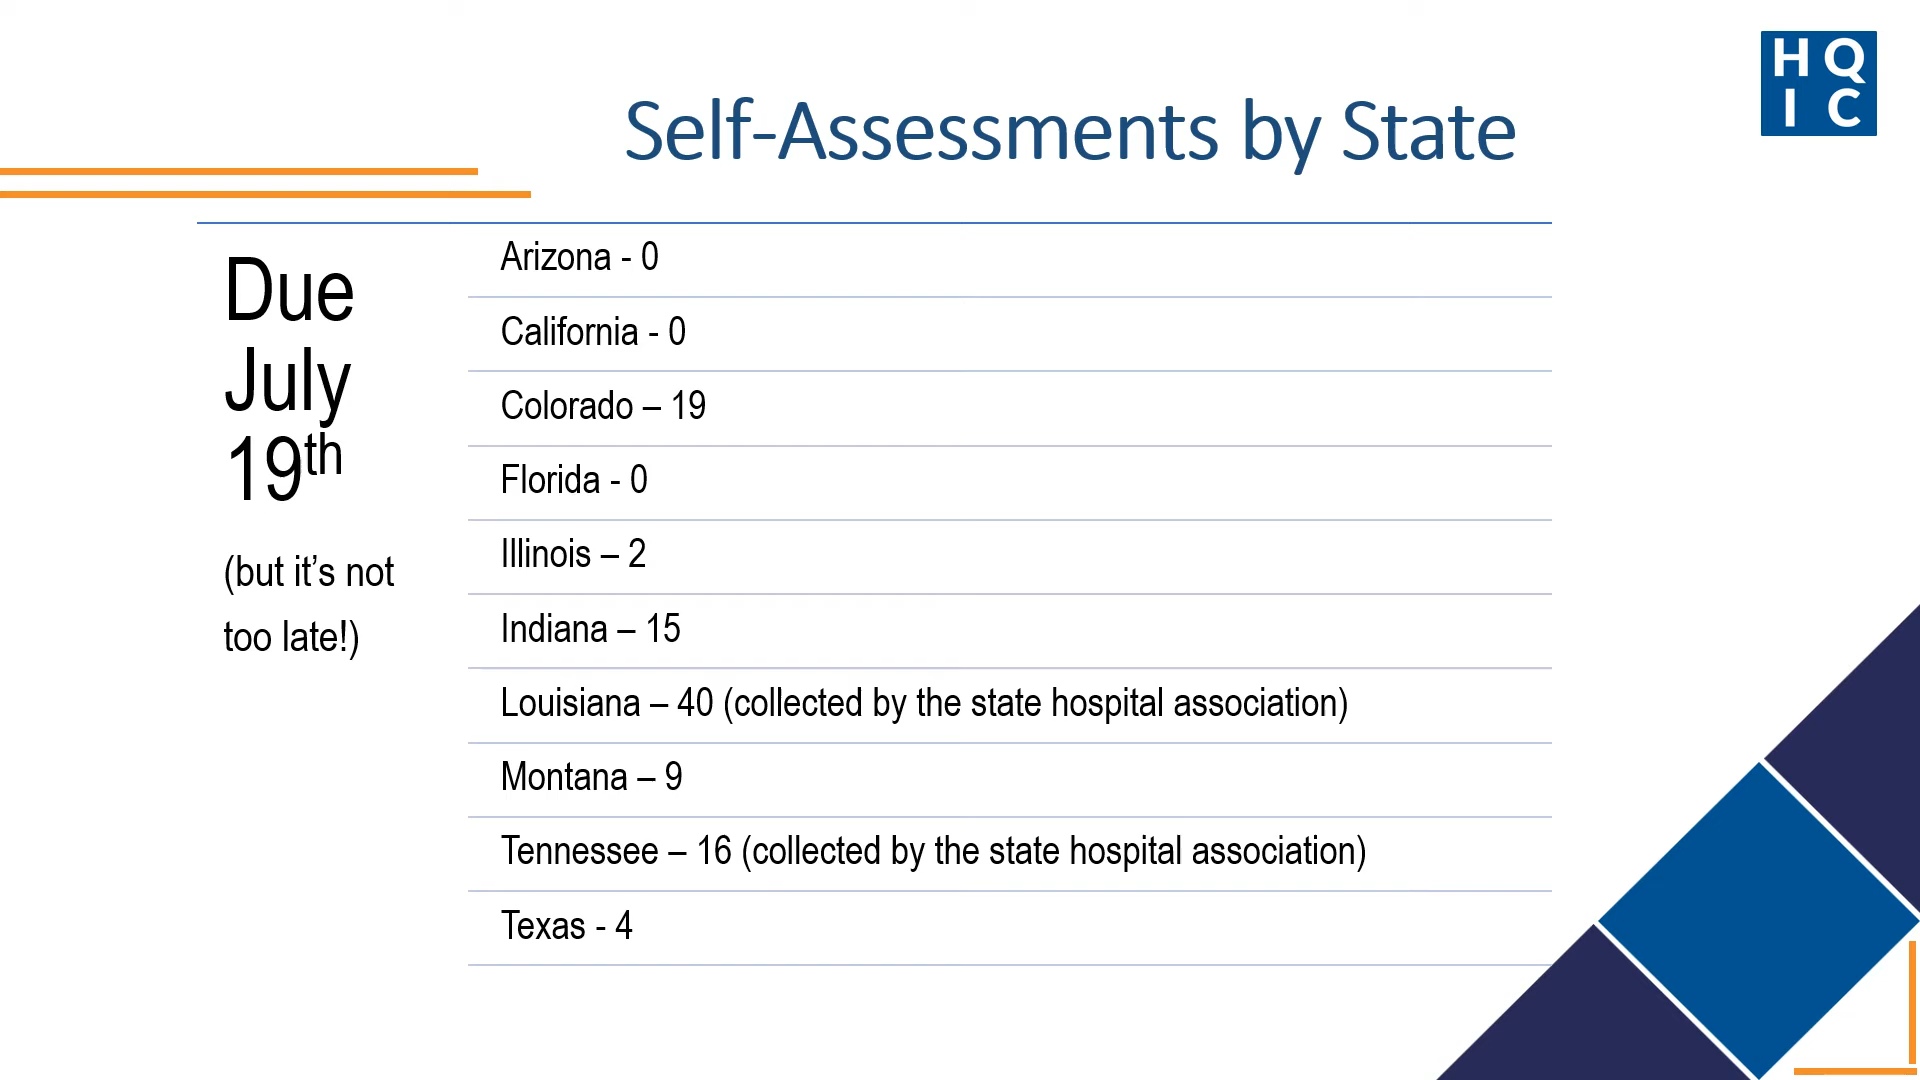 H Q
I C
Self-Assessments by State
Due
July
19th
(but it’s not
too late!)
Arizona - 0
California - 0
Colorado – 19
Florida - 0
Illinois – 2
Indiana – 15
Louisiana – 40 (collected by the state hospital association)
Montana – 9
Tennessee – 16 (collected by the state hospital association)
Texas - 4